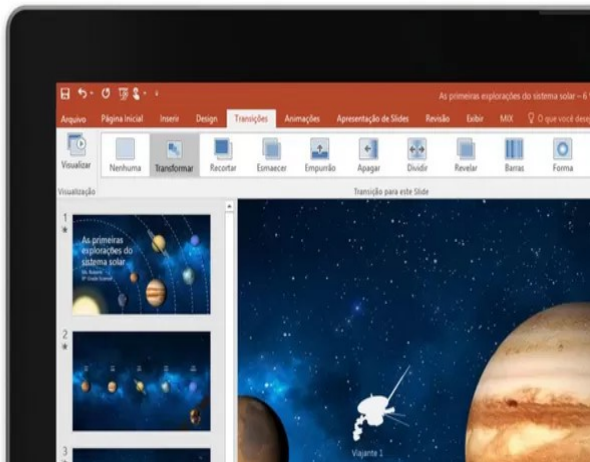 As primeiras explorações do sistema solar – 6
Arquivo Página Inicial Inserir Design Transições Animações Apresentação de Slides Revisão Exibir MIX O que você dese
Visualizar Nenhuma Transformar Recortar Esmaecer Empurrão Apagar Dividir Revelar Barras Forma
Visualização Transição para este Slide
1
As primeiras
explorações do
sistema solar
2
3
Viajante 1